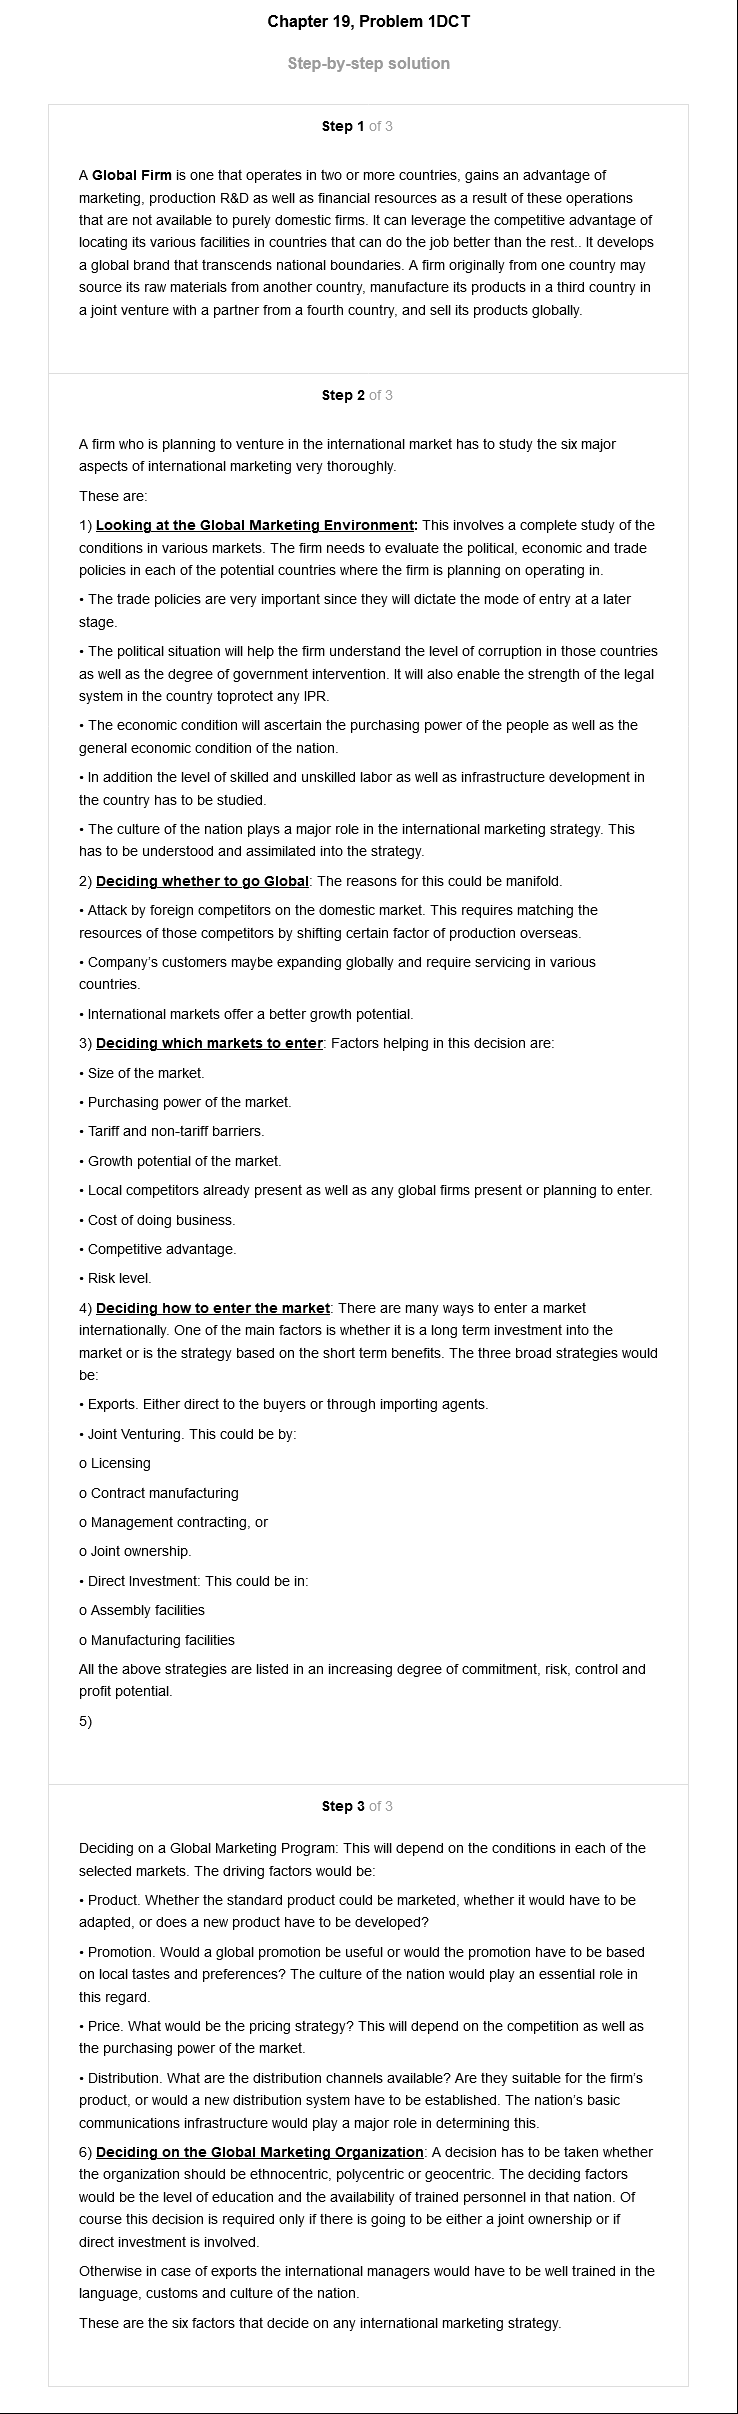 Chapter 19, Problem 1DCT
Step-by-step solution
Step 1 of 3
A Global Firm is one that operates in two or more countries, gains an advantage of
marketing, production R&D as well as financial resources as a result of these operations
that are not available to purely domestic firms. It can leverage the competitive advantage of
locating its various facilities in countries that can do the job better than the rest.. It develops
a global brand that transcends national boundaries. A firm originally from one country may
source its raw materials from another country, manufacture its products in a third country in
a joint venture with a partner from a fourth country, and sell its products globally.
Step 2 of 3
A firm who is planning to venture in the international market has to study the six major
aspects of international marketing very thoroughly.
These are:
1) Looking at the Global Marketing Environment: This involves a complete study of the
conditions in various markets. The firm needs to evaluate the political, economic and trade
policies in each of the potential countries where the firm is planning on operating in.
• The trade policies are very important since they will dictate the mode of entry at a later
stage.
• The political situation will help the firm understand the level of corruption in those countries
as well as the degree of government intervention. It will also enable the strength of the legal
system in the country toprotect any IPR.
• The economic condition will ascertain the purchasing power of the people as well as the
general economic condition of the nation.
• In addition the level of skilled and unskilled labor as well as infrastructure development in
the country has to be studied.
• The culture of the nation plays a major role in the international marketing strategy. This
has to be understood and assimilated into the strategy.
2) Deciding whether to go Global: The reasons for this could be manifold.
• Attack by foreign competitors on the domestic market. This requires matching the
resources of those competitors by shifting certain factor of production overseas.
• Company's customers maybe expanding globally and require servicing in various
countries.
• International markets offer a better growth potential.
3) Deciding which markets to enter: Factors helping in this decision are:
• Size of the market.
• Purchasing power of the market.
• Tariff and non-tariff barriers.
• Growth potential of the market.
• Local competitors already present as well as any global firms present or planning to enter.
• Cost of doing business.
• Competitive advantage.
• Risk level.
4) Deciding how to enter the market: There are many ways to enter a market
internationally. One of the main factors is whether it is a long term investment into the
market or is the strategy based on the short term benefits. The three broad strategies would
be:
• Exports. Either direct to the buyers or through importing agents.
• Joint Venturing. This could be by:
o Licensing
o Contract manufacturing
o Management contracting, or
o Joint ownership.
• Direct Investment: This could be in:
o Assembly facilities
o Manufacturing facilities
All the above strategies are listed in an increasing degree of commitment, risk, control and
profit potential.
5)
Step 3 of 3
Deciding on a Global Marketing Program: This will depend on the conditions in each of the
selected markets. The driving factors would be:
• Product. Whether the standard product could be marketed, whether it would have to be
adapted, or does a new product have to be developed?
• Promotion. Would a global promotion be useful or would the promotion have to be based
on local tastes and preferences? The culture of the nation would play an essential role in
this regard.
• Price. What would be the pricing strategy? This will depend on the competition as well as
the purchasing power of the market.
• Distribution. What are the distribution channels available? Are they suitable for the firm's
product, or would a new distribution system have to be established. The nation's basic
communications infrastructure would play a major role in determining this.
6) Deciding on the Global Marketing Organization: A decision has to be taken whether
the organization should be ethnocentric, polycentric or geocentric. The deciding factors
would be the level of education and the availability of trained personnel in that nation. Of
course this decision is required only if there is going to be either a joint ownership or if
direct investment is involved.
Otherwise in case of exports the international managers would have to be well trained in the
language, customs and culture of the nation.
These are the six factors that decide on any international marketing strategy.